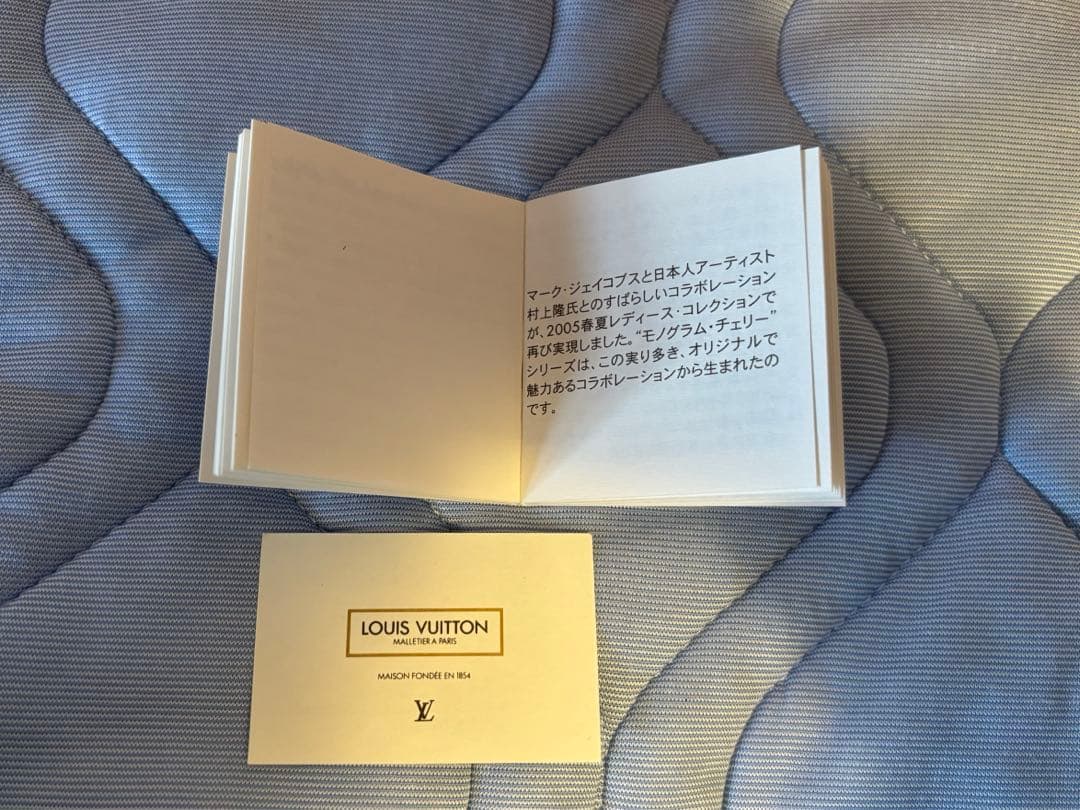 マーク・ジェイコブスと日本人アーティスト
村上隆氏とのすばらしいコラボレーション
が、2005春夏レディース・コレクションで
再び実現しました。“モノグラム・チェリー”
シリーズは、この実り多き、オリジナルで
魅力あるコラボレーションから生まれたの
です。
LOUIS VUITTON
MALLETIER A PARIS
MAISON FONDÉE EN 1854
LV